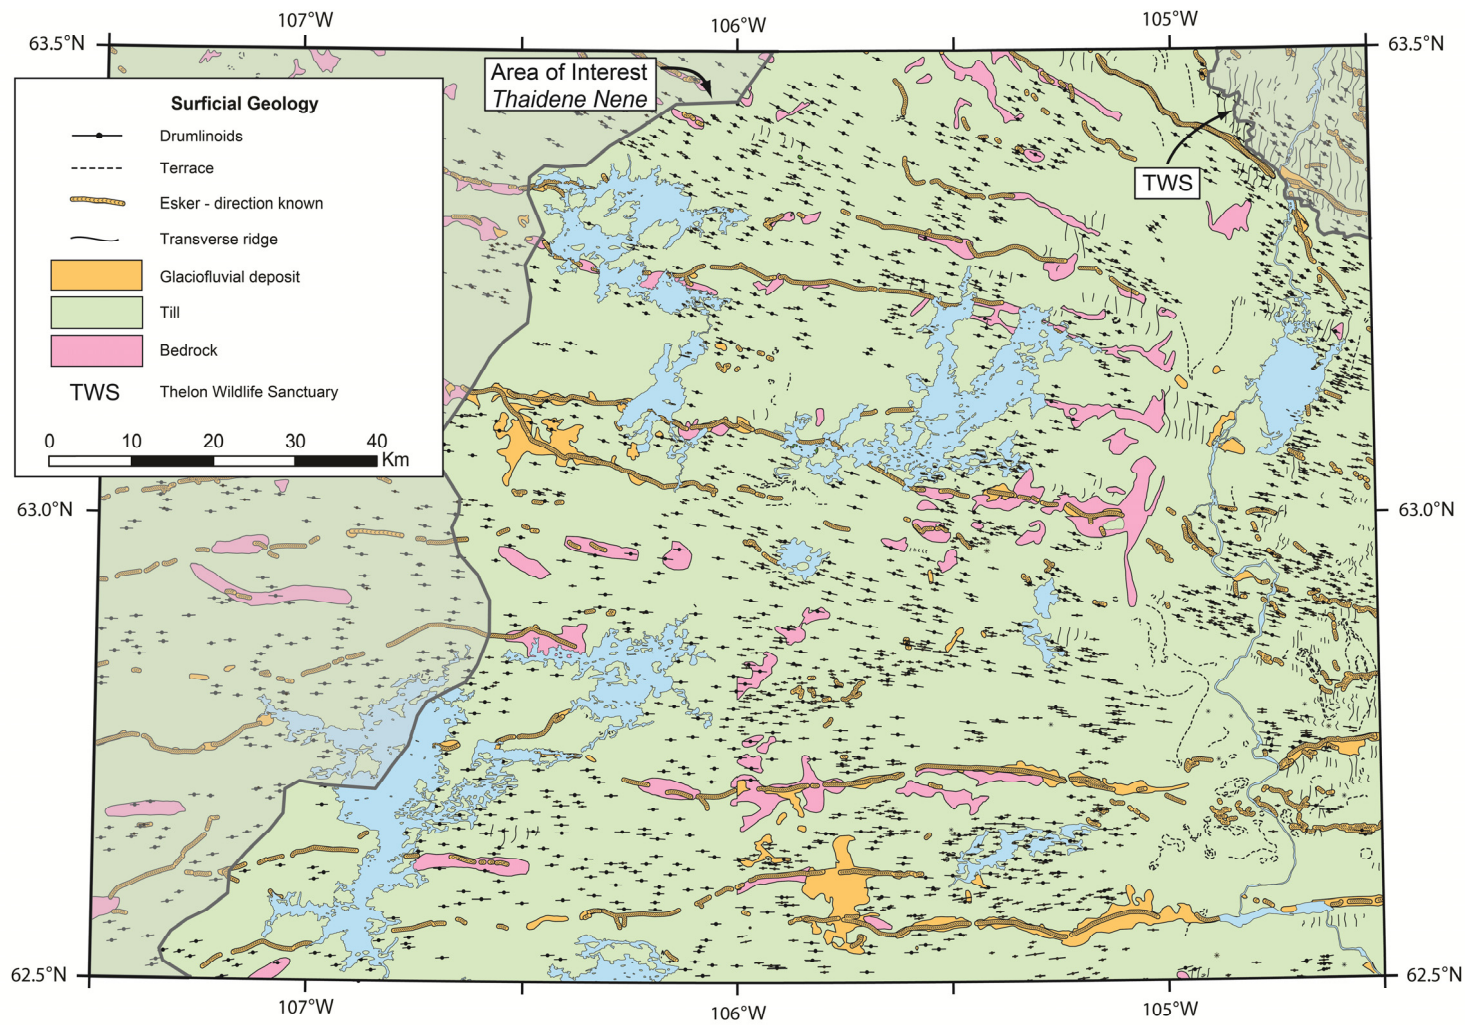 107°W
106°W
105°W
63.5°N
63.5°N
Area of Interest
Thaidene Nene
TWS
Surficial Geology
Drumlinoids
Terrace
Esker - direction known
Transverse ridge
Glaciofluvial deposit
Till
Bedrock
TWS Thelon Wildlife Sanctuary
0 10 20 30 40
Km
63.0°N
63.0°N
62.5°N
62.5°N
107°W
106°W
105°W